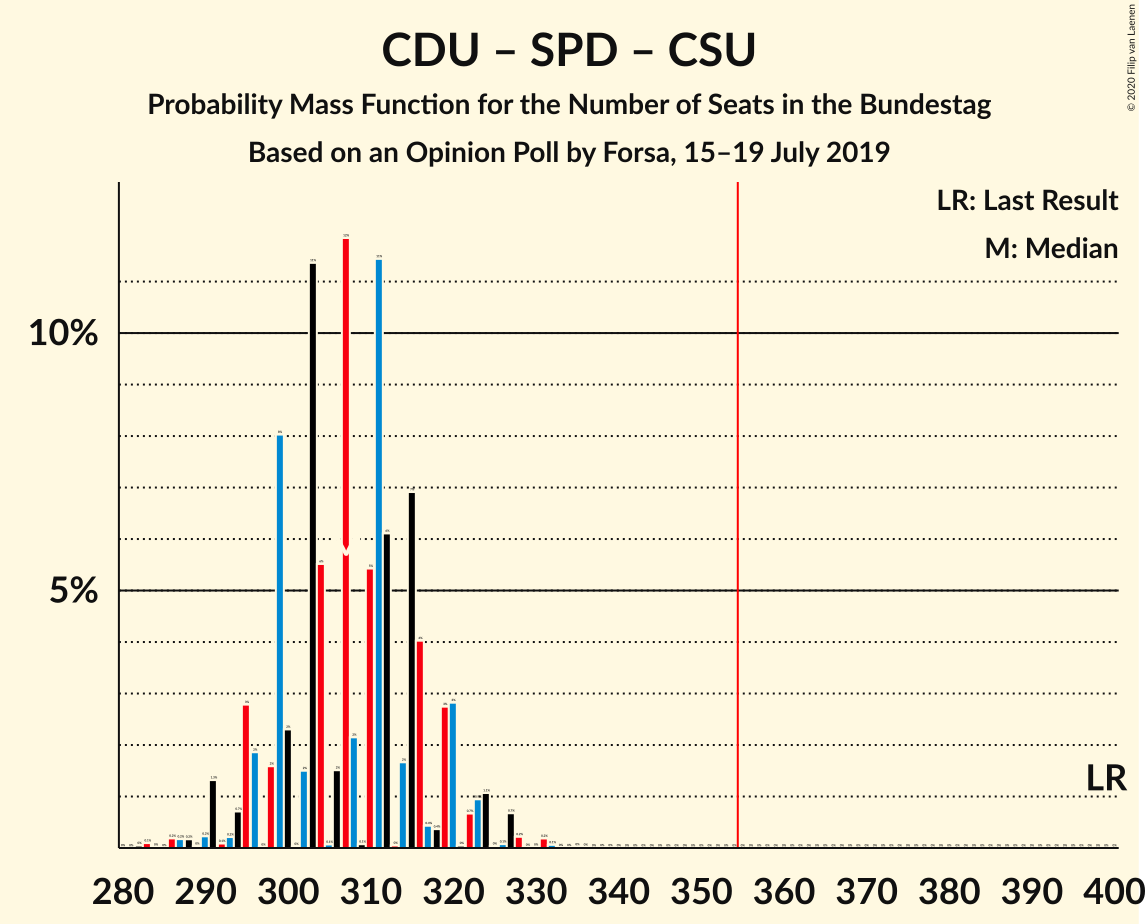 CDU – SPD – CSU
Probability Mass Function for the Number of Seats in the Bundestag
Based on an Opinion Poll by Forsa, 15–19 July 2019
© 2020 Filip van Laenen
LR: Last Result
M: Median
10%
5%
LR
280 290 300 310 320 330 340 350 360 370 380 390 400